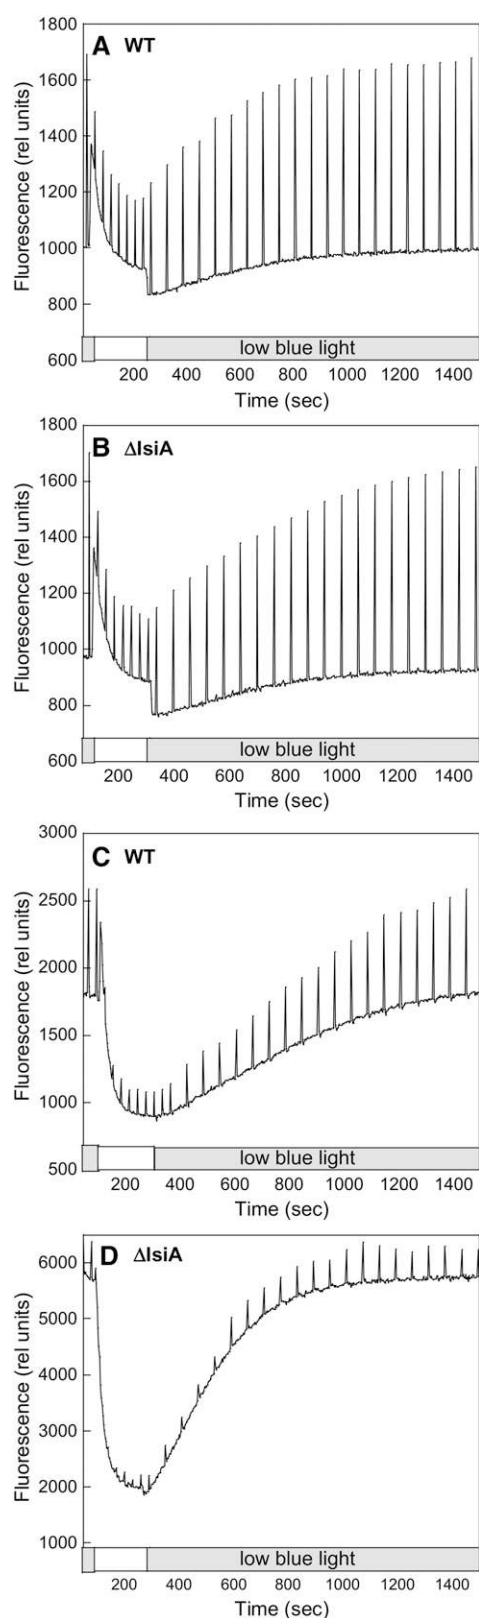 A WT
Fluorescence (rel units)
1800
1600
1400
1200
1000
800
600
low blue light
200 400 600 800 1000 1200 1400
Time (sec)
B ΔIsiA
Fluorescence (rel units)
1800
1600
1400
1200
1000
800
600
low blue light
200 400 600 800 1000 1200 1400
Time (sec)
C WT
Fluorescence (rel units)
3000
2500
2000
1500
1000
500
low blue light
200 400 600 800 1000 1200 1400
Time (sec)
D ΔIsiA
Fluorescence (rel units)
6000
5000
4000
3000
2000
1000
low blue light
200 400 600 800 1000 1200 1400
Time (sec)